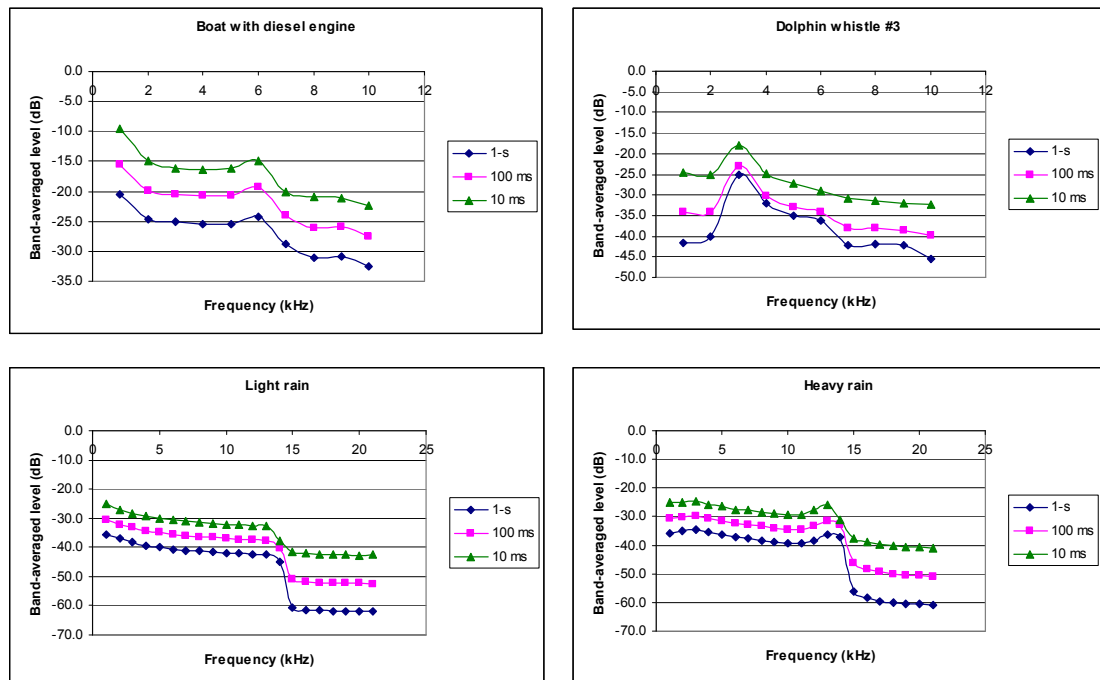 Boat with diesel engine
0.0
-5.0
-10.0
-15.0
-20.0
-25.0
-30.0
-35.0
0 2 4 6 8 10 12
Band-averaged level (dB)
Frequency (kHz)
1-s
100 ms
10 ms
Dolphin whistle #3
0.0
-5.0
-10.0
-15.0
-20.0
-25.0
-30.0
-35.0
-40.0
-45.0
-50.0
0 2 4 6 8 10 12
Band-averaged level (dB)
Frequency (kHz)
1-s
100 ms
10 ms
Light rain
0.0
-10.0
-20.0
-30.0
-40.0
-50.0
-60.0
-70.0
0 5 10 15 20 25
Band-averaged level (dB)
Frequency (kHz)
1-s
100 ms
10 ms
Heavy rain
0.0
-10.0
-20.0
-30.0
-40.0
-50.0
-60.0
-70.0
0 5 10 15 20 25
Band-averaged level (dB)
Frequency (kHz)
1-s
100 ms
10 ms